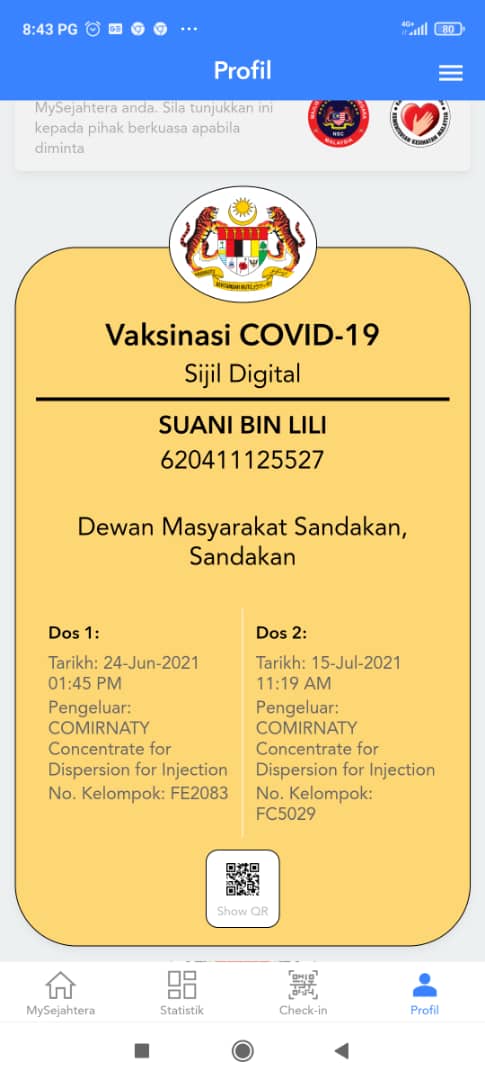 8:43 PG
4G+
80
Profil
MySejahtera anda. Sila tunjukkan ini
kepada pihak berkuasa apabila
diminta
NSC
MALAYSIA
KEMENTERIAN KESIHATAN MALAYSIA
Vaksinasi COVID-19
Sijil Digital
SUANI BIN LILI
620411125527
Dewan Masyarakat Sandakan,
Sandakan
Dos 1:
Tarikh: 24-Jun-2021
01:45 PM
Pengeluar:
COMIRNATY
Concentrate for
Dispersion for Injection
No. Kelompok: FE2083
Dos 2:
Tarikh: 15-Jul-2021
11:19 AM
Pengeluar:
COMIRNATY
Concentrate for
Dispersion for Injection
No. Kelompok:
FC5029
Show QR
MySejahtera
Statistik
Check-in
Profil